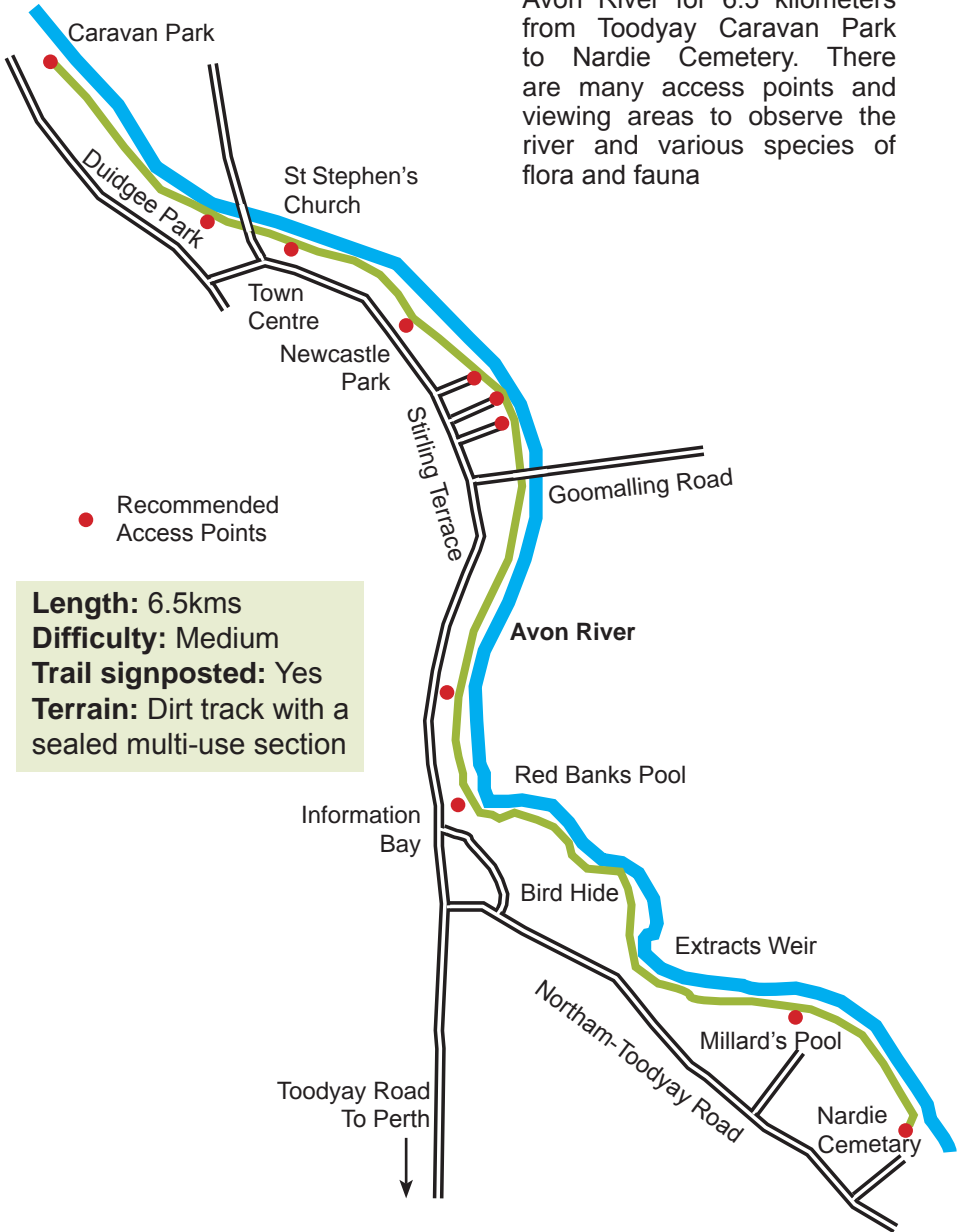 Avon River for 6.5 kilometers
from Toodyay Caravan Park
to Nardie Cemetery. There
are many access points and
viewing areas to observe the
river and various species of
flora and fauna
Caravan Park
Duidgee Park
St Stephen's
Church
Town
Centre
Newcastle
Park
Stirling Terrace
Goomalling Road
Recommended
Access Points
Length: 6.5kms
Difficulty: Medium
Trail signposted: Yes
Terrain: Dirt track with a
sealed multi-use section
Avon River
Red Banks Pool
Information
Bay
Bird Hide
Extracts Weir
Northam-Toodyay Road
Millard's Pool
Toodyay Road
To Perth
Nardie
Cemetary